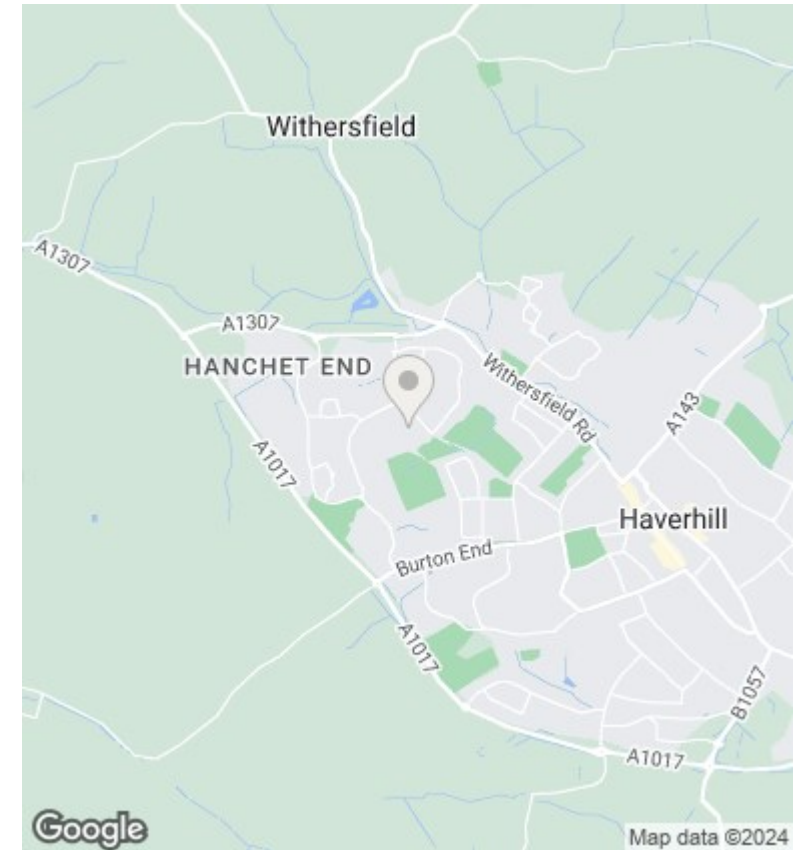 Withersfield
A1307
A1307
HANCHET END
Withersfield Rd
A143
A1017
Haverhill
Burton End
A1017
B1057
A1017
Google
Map data ©2024